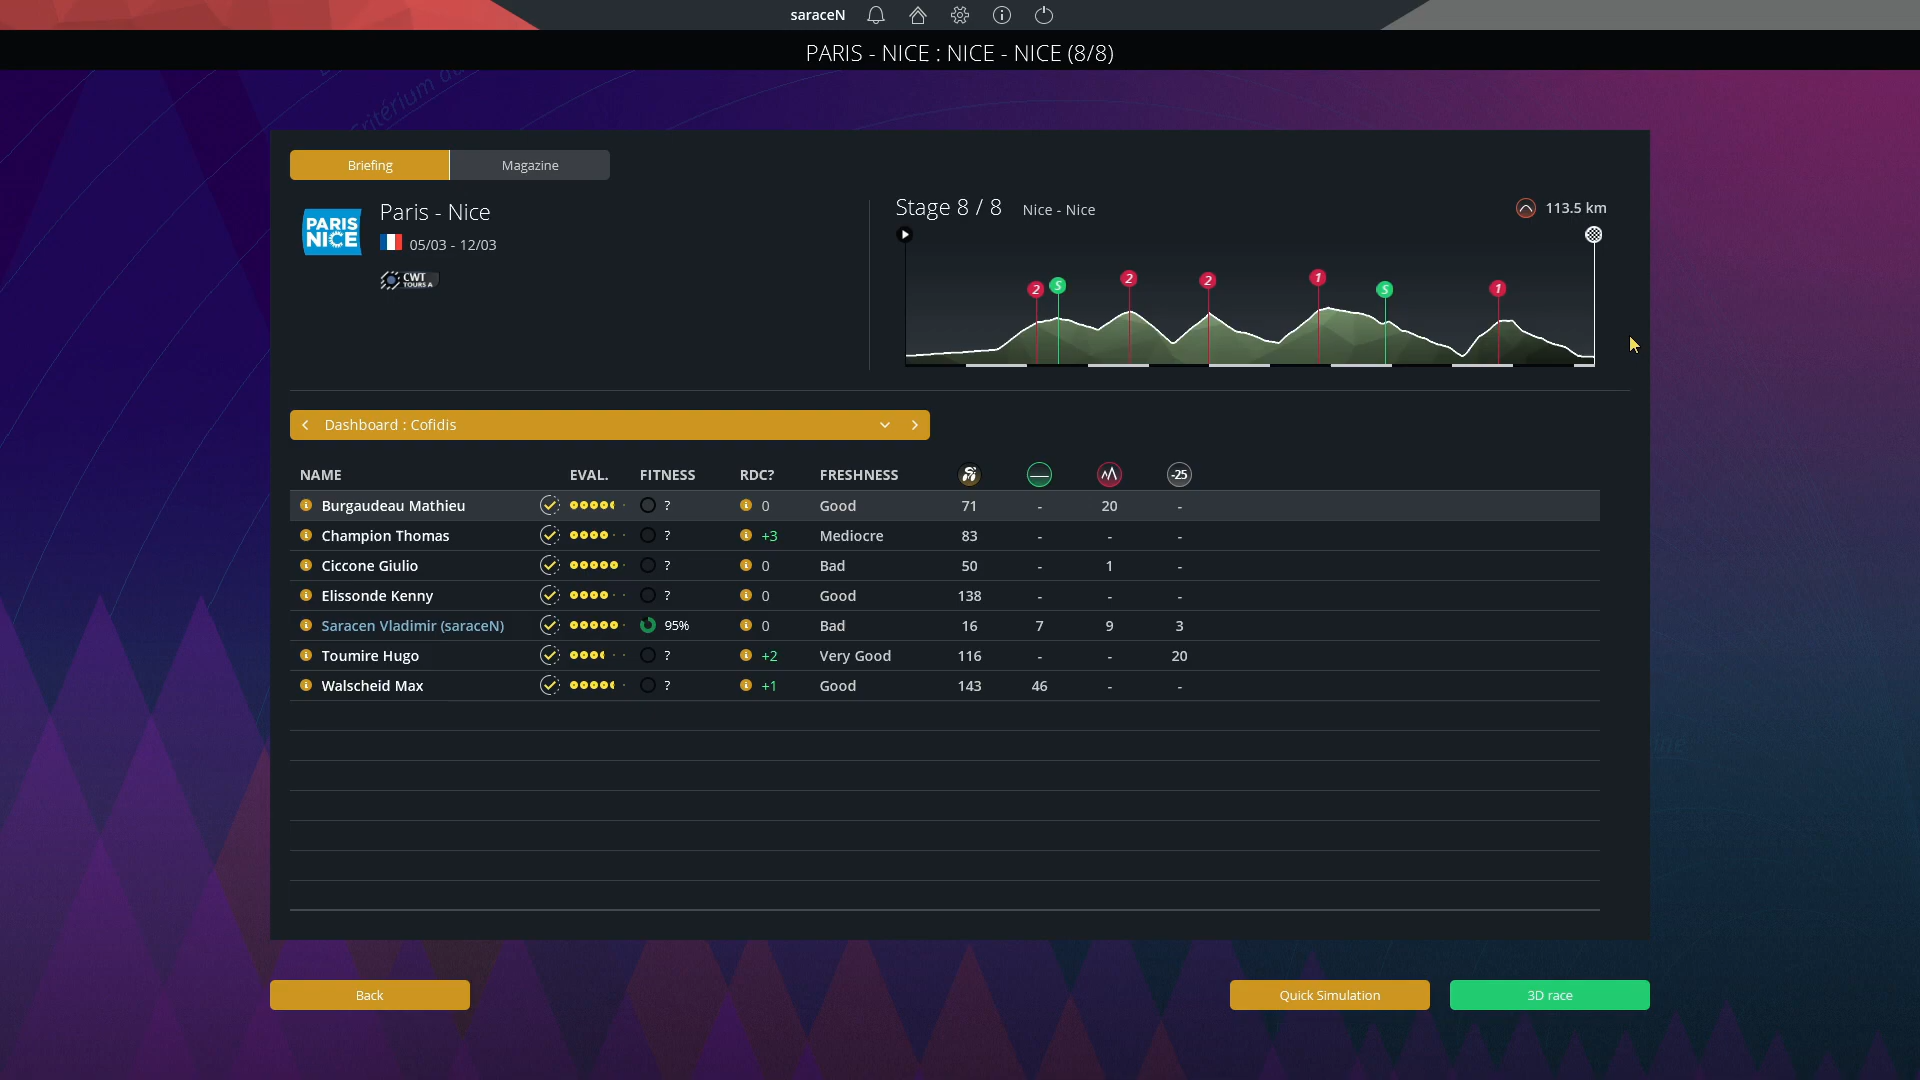 saraceN
PARIS - NICE : NICE - NICE (8/8)
Briefing
Magazine
PARIS NICE
Paris - Nice
05/03 - 12/03
CWT TOURS A
Stage 8 / 8 Nice - Nice
113.5 km
2 S 2 2 1 S 1
Dashboard : Cofidis
NAME EVAL. FITNESS RDC? FRESHNESS -25
Burgaudeau Mathieu ? 0 Good 71 - 20 -
Champion Thomas ? +3 Mediocre 83 - - -
Ciccone Giulio ? 0 Bad 50 - 1 -
Elissonde Kenny ? 0 Good 138 - - -
Saracen Vladimir (saraceN) 95% 0 Bad 16 7 9 3
Toumire Hugo ? +2 Very Good 116 - - 20
Walscheid Max ? +1 Good 143 46 - -
Back
Quick Simulation
3D race